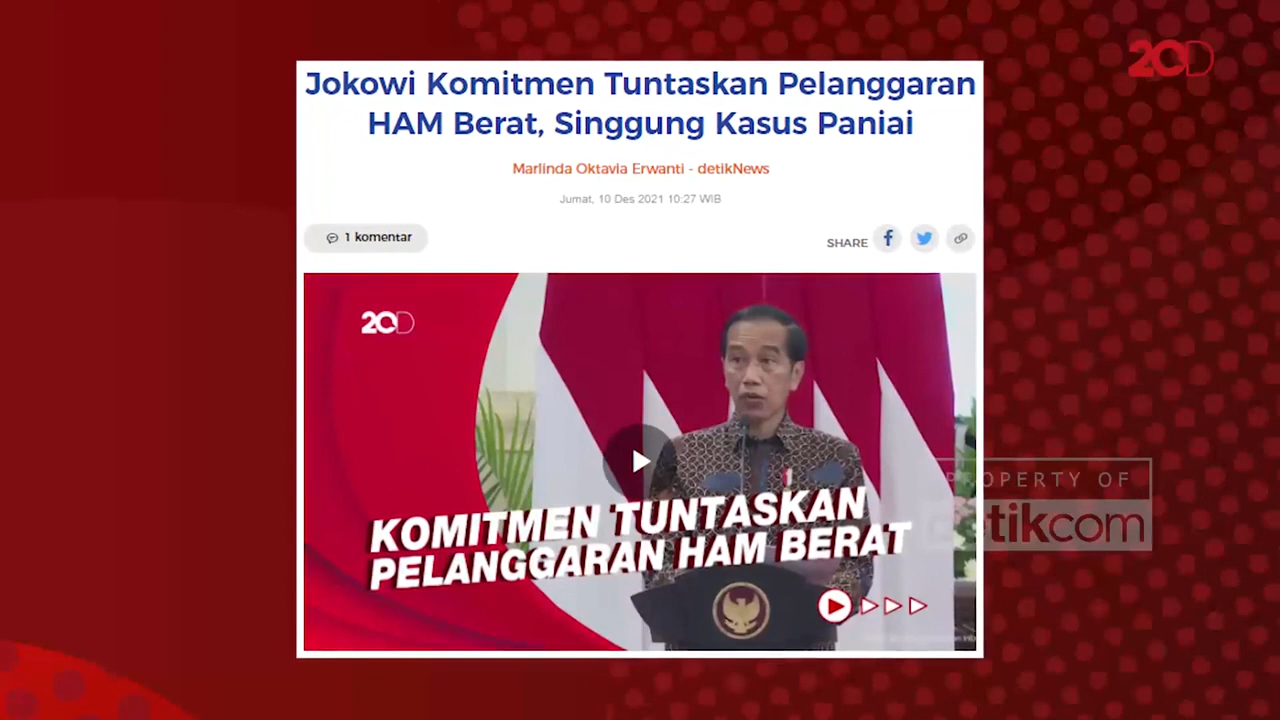 20D
Jokowi Komitmen Tuntaskan Pelanggaran
HAM Berat, Singgung Kasus Paniai
Marlinda Oktavia Erwanti - detikNews
Jumat, 10 Des 2021 10:27 WIB
1 komentar
SHARE
20D
KOMITMEN TUNTASKAN
PELANGGARAN HAM BERAT
PROPERTY OF
detikcom